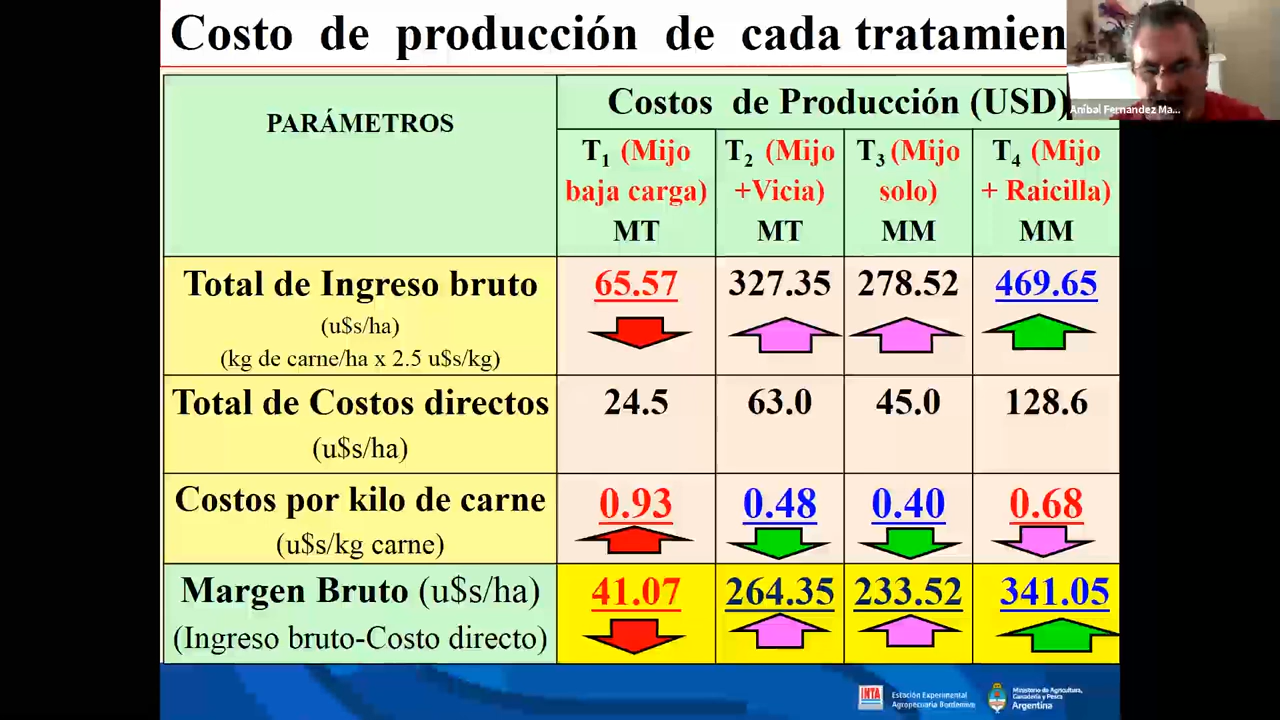 Costo de producción de cada tratamien
Aníbal Fernandez Ma...
PARÁMETROS
Costos de Producción (USD)
T1 (Mijo baja carga) MT
T2 (Mijo +Vicia) MT
T3 (Mijo solo) MM
T4 (Mijo + Raicilla) MM
Total de Ingreso bruto
(u$s/ha)
(kg de carne/ha x 2.5 u$s/kg)
65.57 327.35 278.52 469.65
Total de Costos directos
(u$s/ha)
24.5 63.0 45.0 128.6
Costos por kilo de carne
(u$s/kg carne)
0.93 0.48 0.40 0.68
Margen Bruto (u$s/ha)
(Ingreso bruto-Costo directo)
41.07 264.35 233.52 341.05
INTA
Estación Experimental
Agropecuaria Bordenave
Ministerio de Agricultura,
Ganadería y Pesca
Argentina